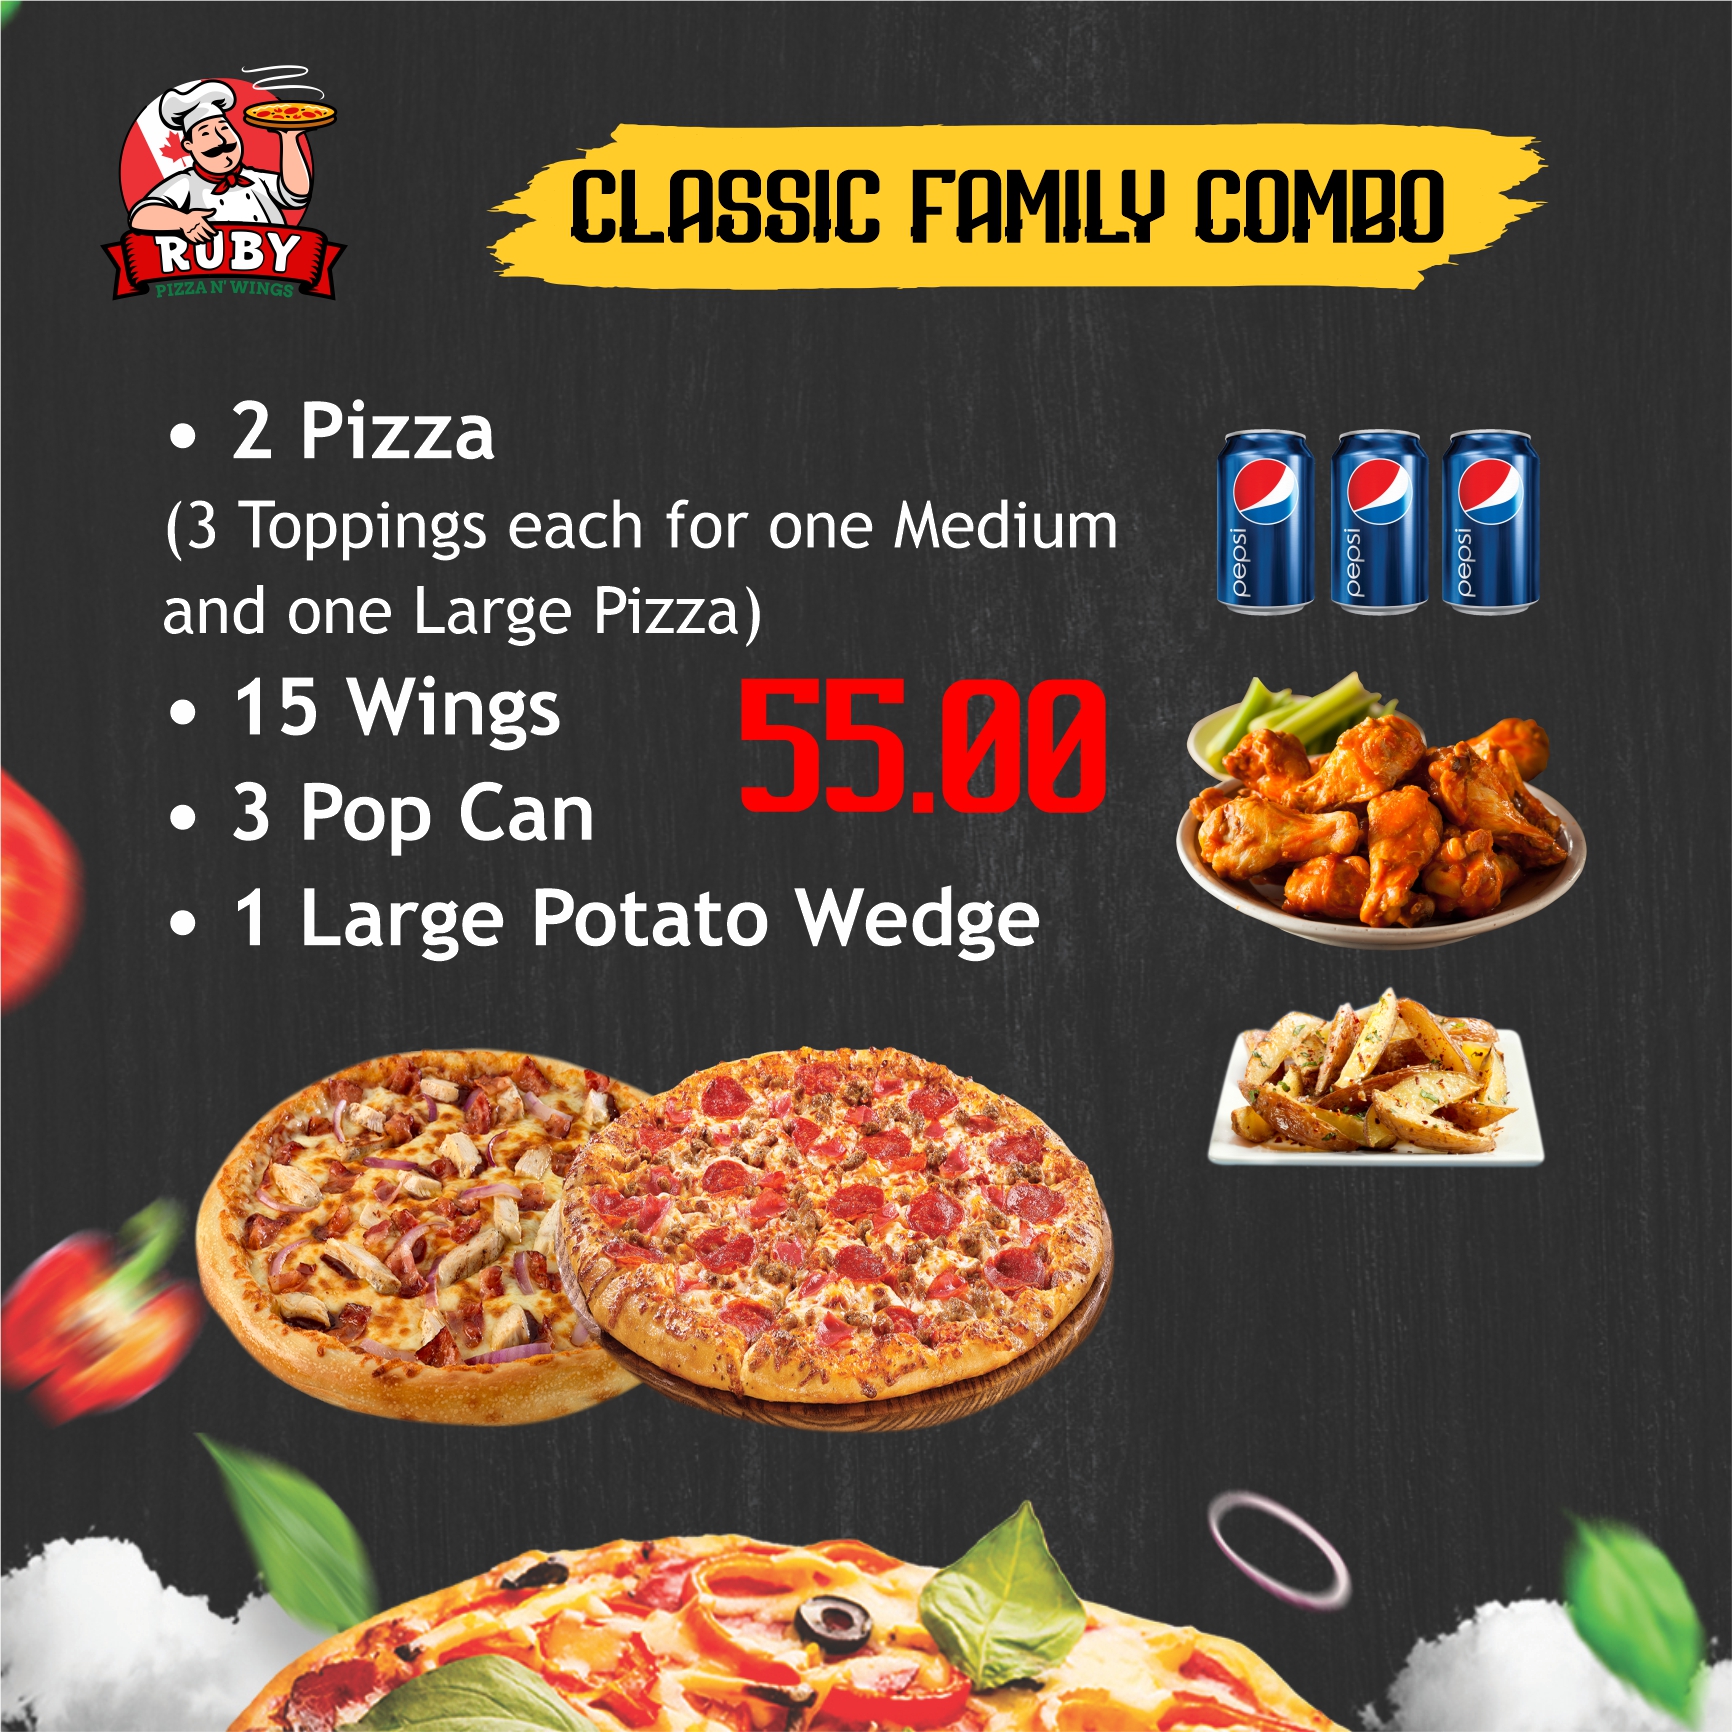 RUBY
PIZZA N' WINGS
CLASSIC FAMILY COMBO
• 2 Pizza
(3 Toppings each for one Medium
and one Large Pizza)
• 15 Wings
55.00
• 3 Pop Can
• 1 Large Potato Wedge
pepsi
pepsi
pepsi